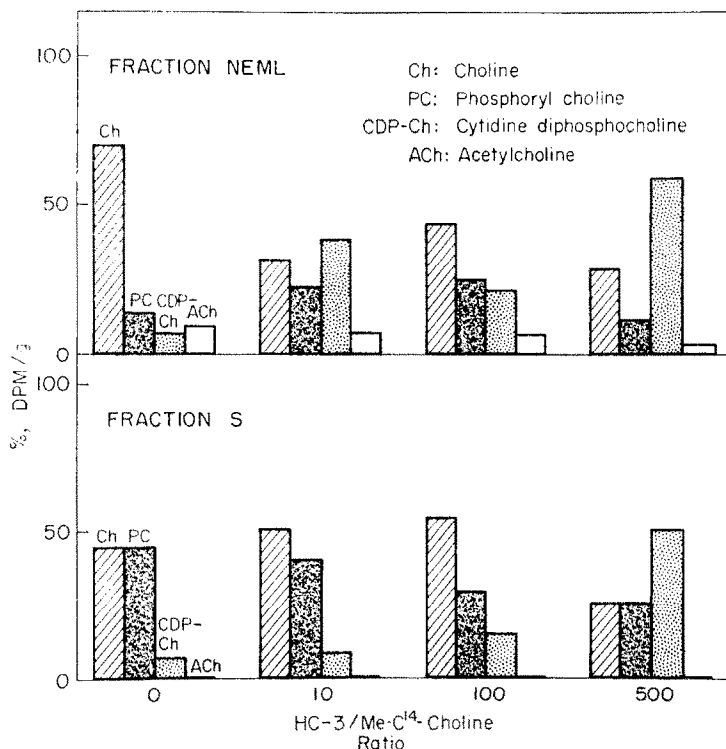 100
FRACTION NEML
Ch: Choline
PC: Phosphoryl choline
CDP-Ch: Cytidine diphosphocholine
ACh: Acetylcholine
Ch
50
PC
CDP-
Ch
ACh
0
100
FRACTION S
%, DPM/g
50
Ch
PC
CDP-
Ch
ACh
0
0
10
100
500
HC-3/Me-C¹⁴-Choline
Ratio